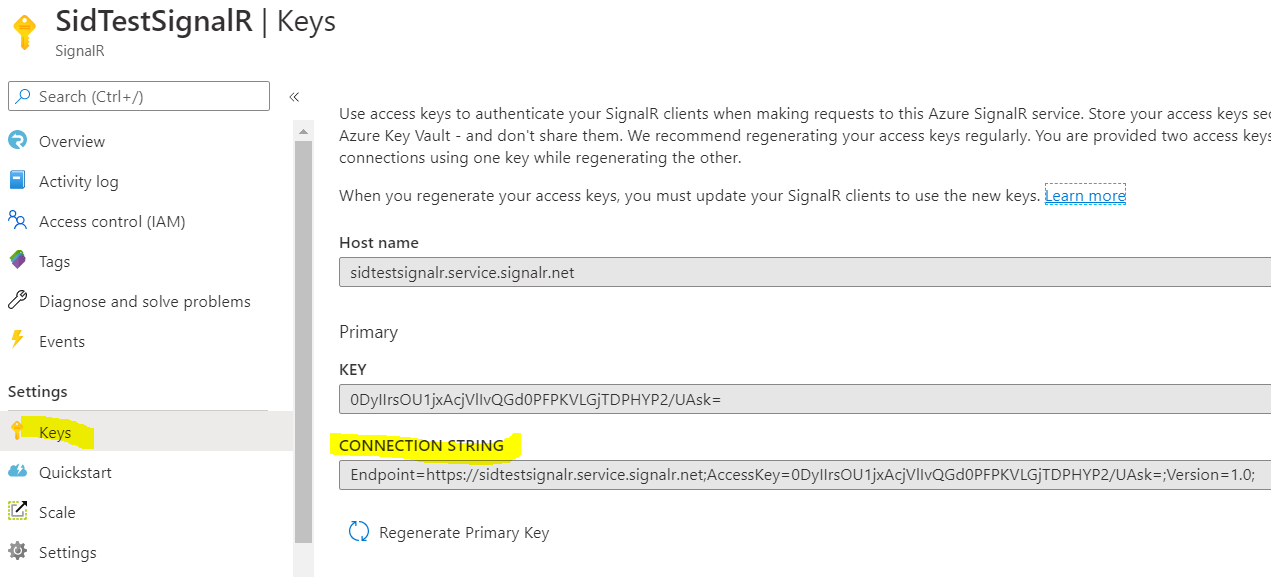 SidTestSignalR | Keys
SignalR
Search (Ctrl+/)
«
Overview
Activity log
Access control (IAM)
Tags
Diagnose and solve problems
Events
Settings
Keys
Quickstart
Scale
Settings
Use access keys to authenticate your SignalR clients when making requests to this Azure SignalR service. Store your access keys sec
Azure Key Vault - and don't share them. We recommend regenerating your access keys regularly. You are provided two access keys
connections using one key while regenerating the other.
When you regenerate your access keys, you must update your SignalR clients to use the new keys. Learn more
Host name
sidtestsignalr.service.signalr.net
Primary
KEY
0DyIIrsOU1jxAcjVlIvQGd0PFPKVLGjTDPHYP2/UAsk=
CONNECTION STRING
Endpoint=https://sidtestsignalr.service.signalr.net;AccessKey=0DyIIrsOU1jxAcjVlIvQGd0PFPKVLGjTDPHYP2/UAsk=;Version=1.0;
Regenerate Primary Key